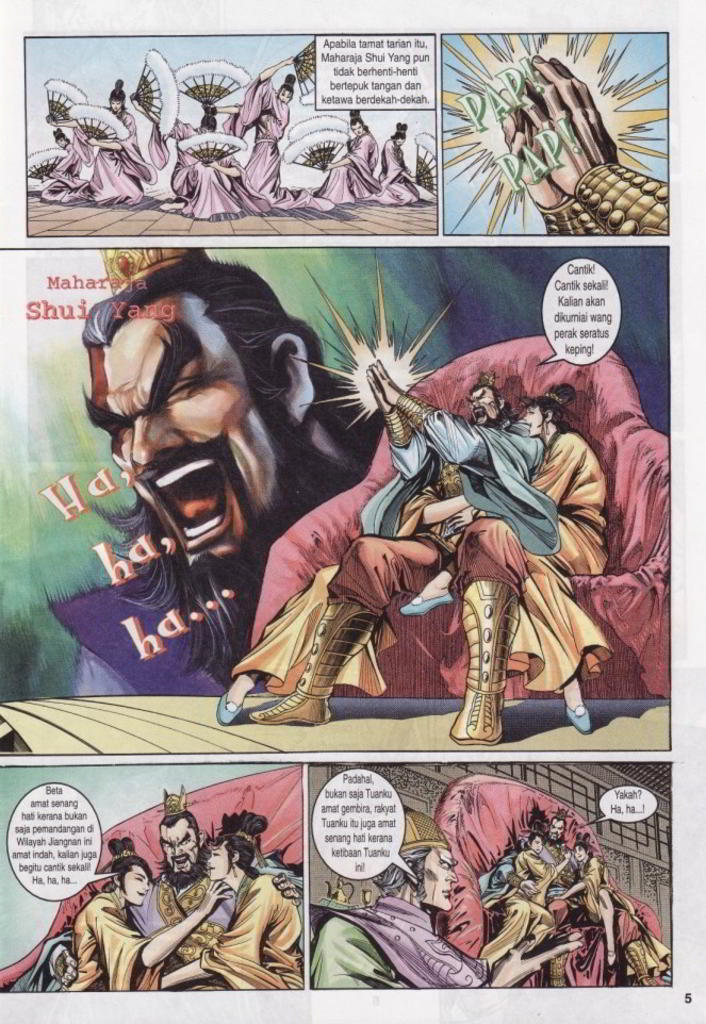 Apabila tamat tarian itu,
Maharaja Shui Yang pun
tidak berhenti-henti
bertepuk tangan dan
ketawa berdekah-dekah.
PAP!
PAP!
Maharaja
Shui Yang
Ha,
ha,
ha...
Cantik!
Cantik sekali!
Kalian akan
dikurniai wang
perak seratus
keping!
Beta
amat senang
hati kerana bukan
saja pemandangan di
Wilayah Jiangnan ini
amat indah, kalian juga
begitu cantik sekali!
Ha, ha, ha...
Padahal,
bukan saja Tuanku
amat gembira, rakyat
Tuanku itu juga amat
senang hati kerana
ketibaan Tuanku
ini!
Yakah?
Ha, ha...!
5